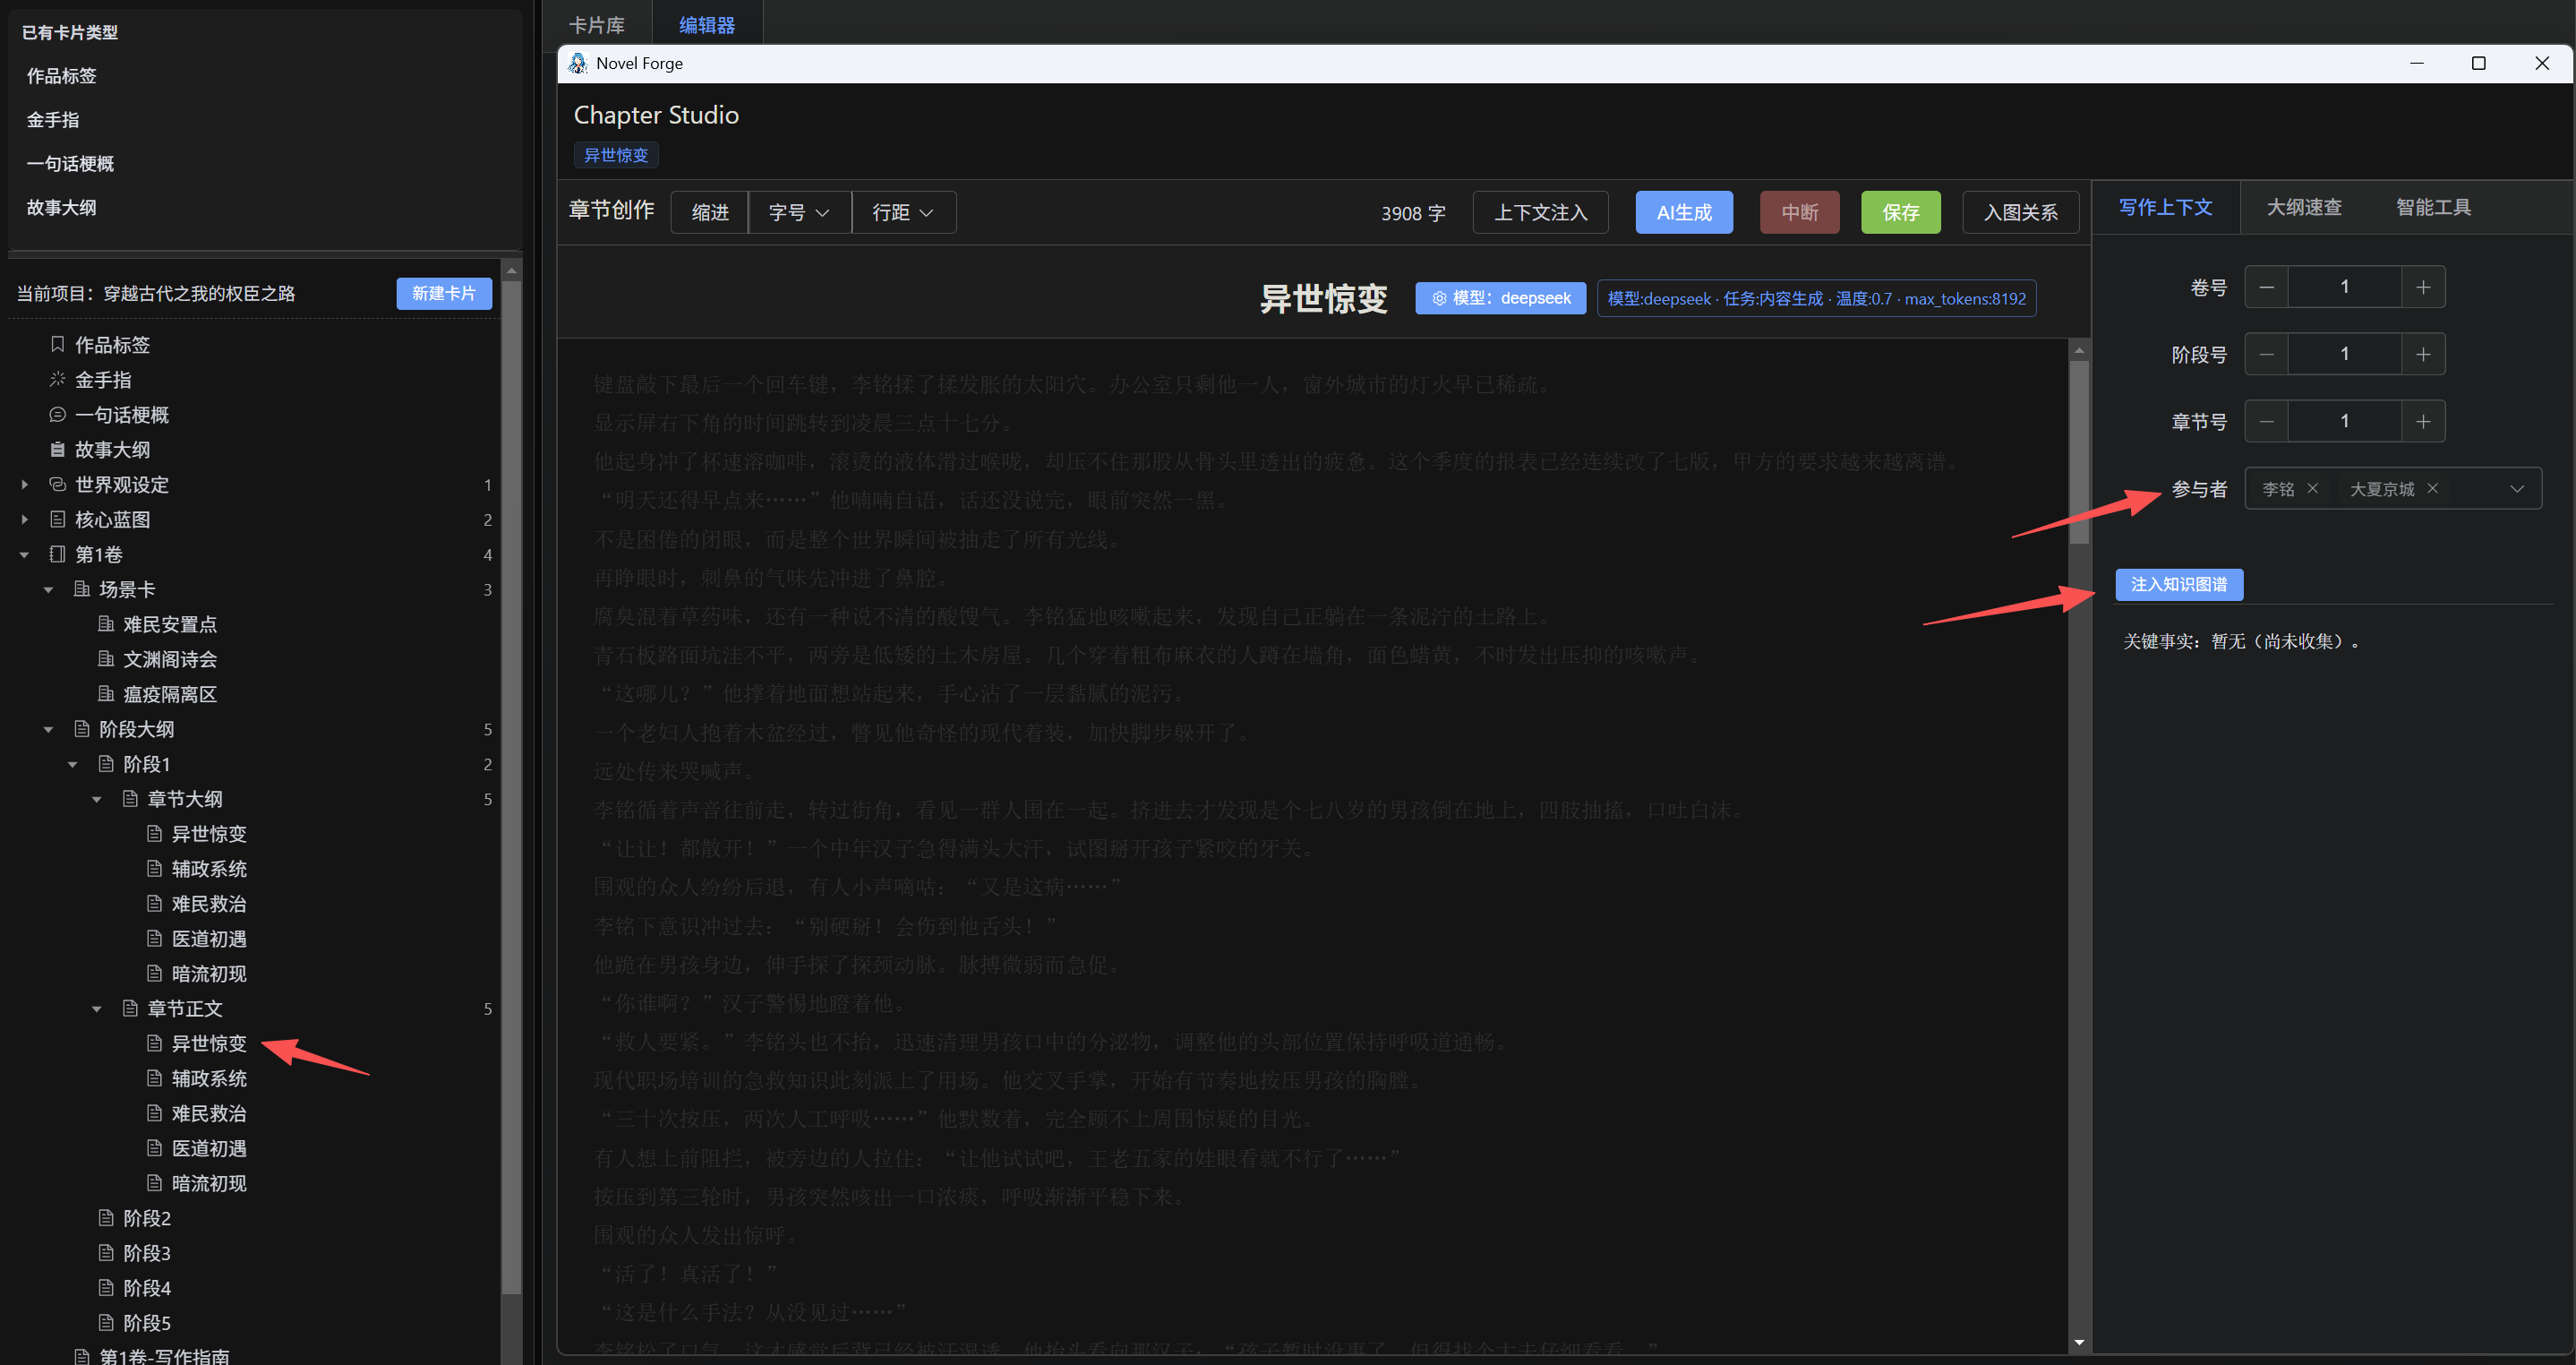 已有卡片类型
作品标签
金手指
一句话梗概
故事大纲
当前项目：穿越古代之我的权臣之路
新建卡片
作品标签
金手指
一句话梗概
故事大纲
世界观设定 1
核心蓝图 2
第1卷 4
场景卡 3
难民安置点
文渊阁诗会
瘟疫隔离区
阶段大纲 5
阶段1 2
章节大纲 5
异世惊变
辅政系统
难民救治
医道初遇
暗流初现
章节正文 5
异世惊变
辅政系统
难民救治
医道初遇
暗流初现
阶段2
阶段3
阶段4
阶段5
第1卷-写作指南
卡片库 编辑器
Novel Forge
Chapter Studio
异世惊变
章节创作 缩进 字号 行距 3908 字 上下文注入 AI生成 中断 保存 入图关系
异世惊变 模型：deepseek 模型:deepseek · 任务:内容生成 · 温度:0.7 · max_tokens:8192
键盘敲下最后一个回车键，李铭揉了揉发胀的太阳穴。办公室只剩他一人，窗外城市的灯火早已稀疏。
显示屏右下角的时间跳转到凌晨三点十七分。
他起身冲了杯速溶咖啡，滚烫的液体滑过喉咙，却压不住那股从骨头里透出的疲惫。这个季度的报表已经连续改了七版，甲方的要求越来越离谱。
“明天还得早点来……”他喃喃自语，话还没说完，眼前突然一黑。
不是困倦的闭眼，而是整个世界瞬间被抽走了所有光线。
再睁眼时，刺鼻的气味先冲进了鼻腔。
腐臭混着草药味，还有一种说不清的酸馊气。李铭猛地咳嗽起来，发现自己正躺在一条泥泞的土路上。
青石板路面坑洼不平，两旁是低矮的土木房屋。几个穿着粗布麻衣的人蹲在墙角，面色蜡黄，不时发出压抑的咳嗽声。
“这哪儿？”他撑着地面想站起来，手心沾了一层黏腻的泥污。
一个老妇人抱着木盆经过，瞥见他奇怪的现代着装，加快脚步躲开了。
远处传来哭喊声。
李铭循着声音往前走，转过街角，看见一群人围在一起。挤进去才发现是个七八岁的男孩倒在地上，四肢抽搐，口吐白沫。
“让让！都散开！”一个中年汉子急得满头大汗，试图掰开孩子紧咬的牙关。
围观的众人纷纷后退，有人小声嘀咕：“又是这病……”
李铭下意识冲过去：“别硬掰！会伤到他舌头！”
他跪在男孩身边，伸手探了探颈动脉。脉搏微弱而急促。
“你谁啊？”汉子警惕地瞪着他。
“救人要紧。”李铭头也不抬，迅速清理男孩口中的分泌物，调整他的头部位置保持呼吸道通畅。
现代职场培训的急救知识此刻派上了用场。他交叉手掌，开始有节奏地按压男孩的胸膛。
“三十次按压，两次人工呼吸……”他默数着，完全顾不上周围惊疑的目光。
有人想上前阻拦，被旁边的人拉住：“让他试试吧，王老五家的娃眼看就不行了……”
按压到第三轮时，男孩突然咳出一口浓痰，呼吸渐渐平稳下来。
围观的众人发出惊呼。
“活了！真活了！”
“这是什么手法？从没见过……”
李铭松了口气，这才感觉后背已经被汗浸透。他抬头看向那汉子：“孩子暂时没事了，但得找个大夫仔细看看。”
写作上下文 大纲速查 智能工具
卷号 1
阶段号 1
章节号 1
参与者 李铭 大夏京城
注入知识图谱
关键事实：暂无（尚未收集）。